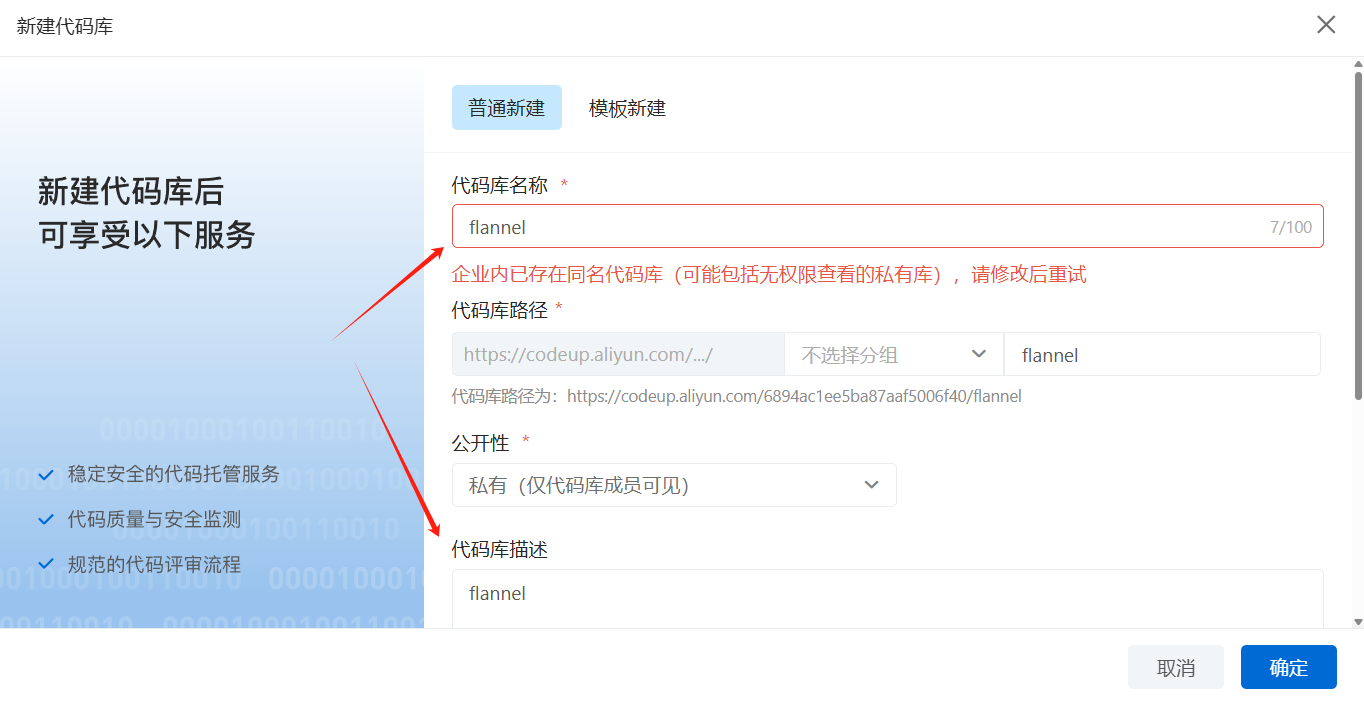 新建代码库
新建代码库后
可享受以下服务
稳定安全的代码托管服务
代码质量与安全监测
规范的代码评审流程
普通新建 模板新建
代码库名称 *
flannel 7/100
企业内已存在同名代码库（可能包括无权限查看的私有库），请修改后重试
代码库路径 *
https://codeup.aliyun.com/.../ 不选择分组 flannel
代码库路径为：https://codeup.aliyun.com/6894ac1ee5ba87aaf5006f40/flannel
公开性 *
私有（仅代码库成员可见）
代码库描述
flannel
取消 确定